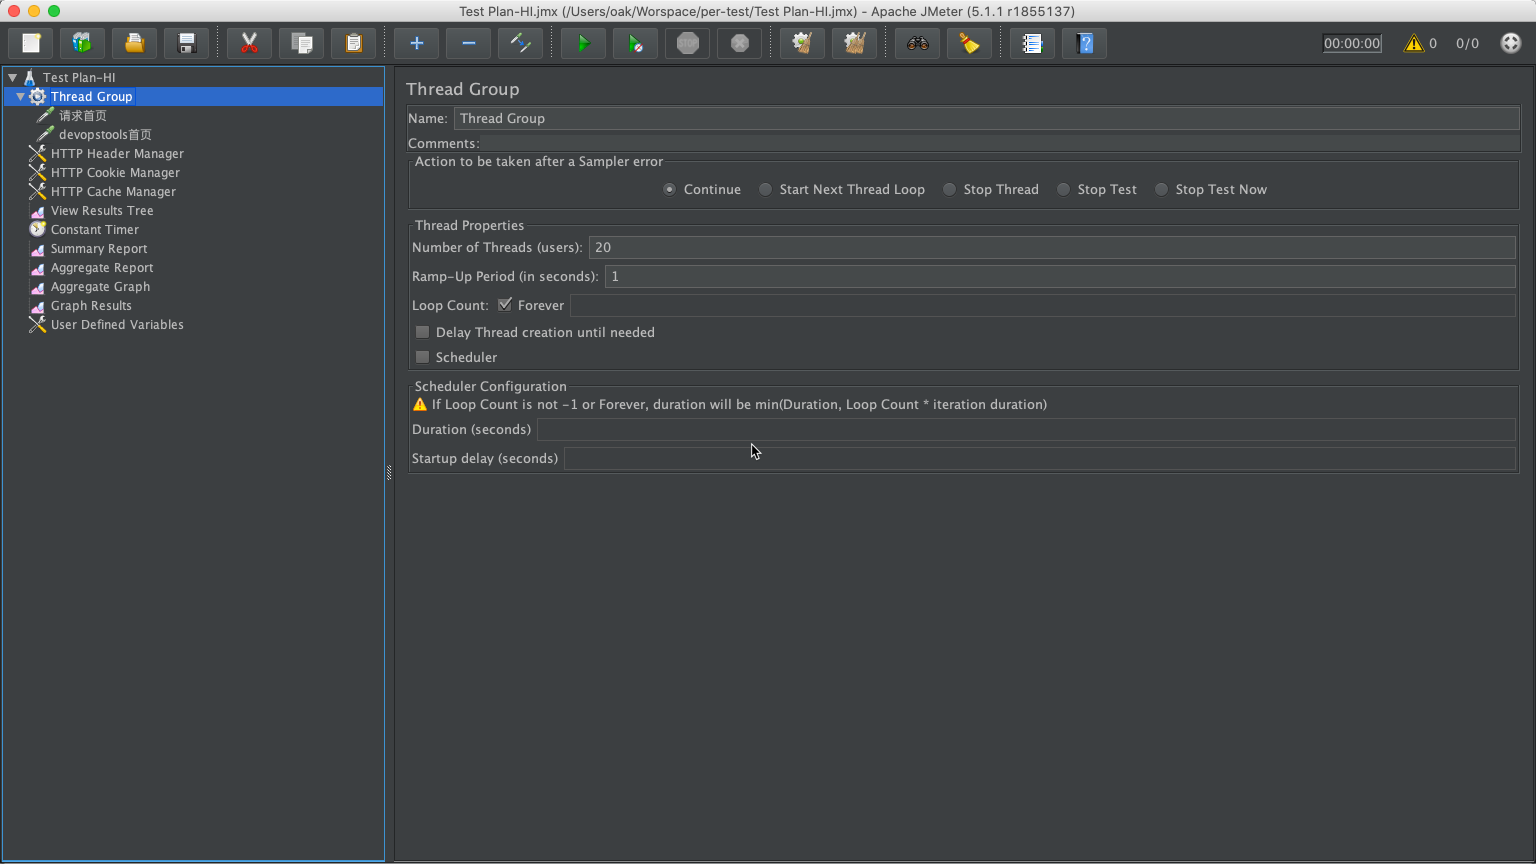 Test Plan-HI.jmx (/Users/oak/Worspace/per-test/Test Plan-HI.jmx) - Apache JMeter (5.1.1 r1855137)
STOP
00:00:00 0 0/0
Test Plan-HI
Thread Group
请求首页
devopstools首页
HTTP Header Manager
HTTP Cookie Manager
HTTP Cache Manager
View Results Tree
Constant Timer
Summary Report
Aggregate Report
Aggregate Graph
Graph Results
User Defined Variables
Thread Group
Name: Thread Group
Comments:
Action to be taken after a Sampler error
Continue Start Next Thread Loop Stop Thread Stop Test Stop Test Now
Thread Properties
Number of Threads (users): 20
Ramp-Up Period (in seconds): 1
Loop Count: Forever
Delay Thread creation until needed
Scheduler
Scheduler Configuration
If Loop Count is not -1 or Forever, duration will be min(Duration, Loop Count * iteration duration)
Duration (seconds)
Startup delay (seconds)